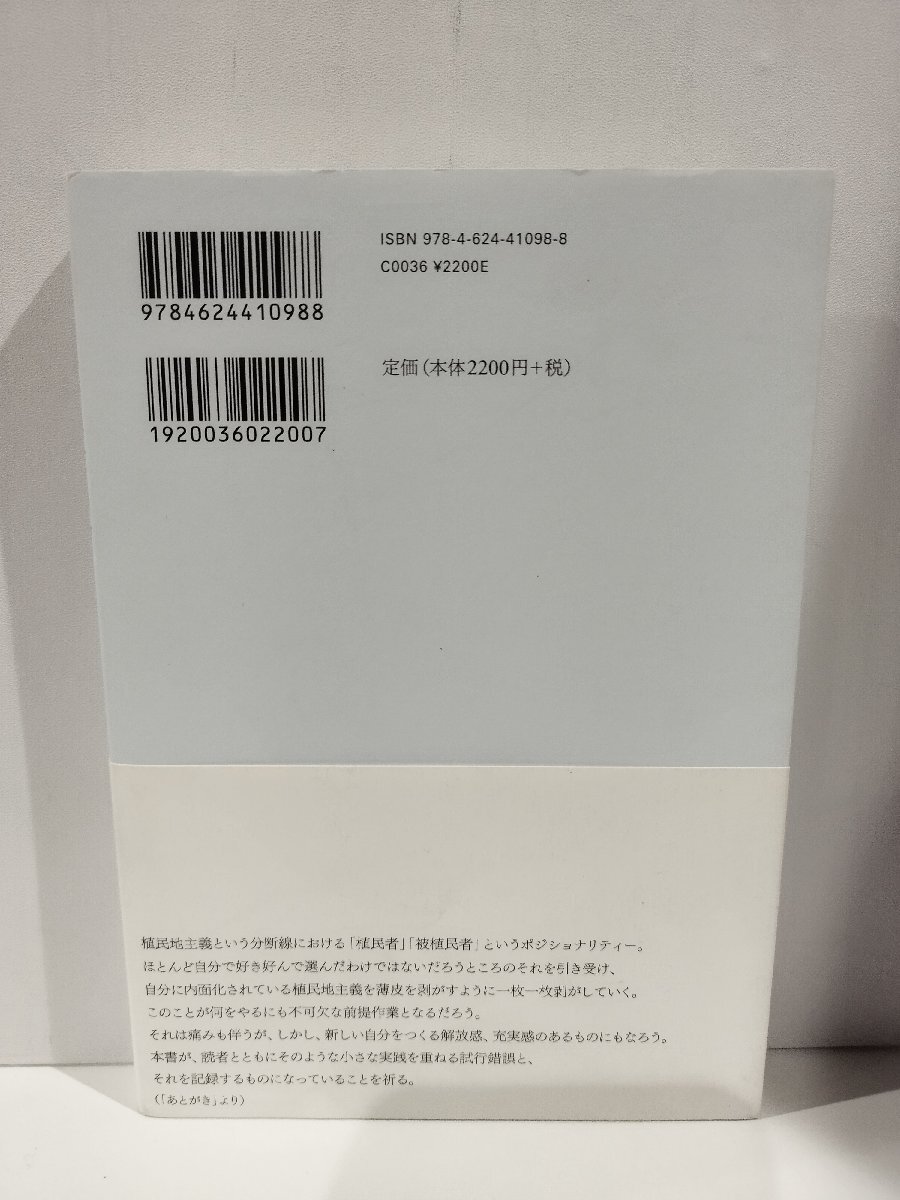 ISBN 978-4-624-41098-8
C0036 ¥2200E
9784624410988
定価(本体2200円+税)
1920036022007
植民地主義という分断線における「植民者」「被植民者」というポジショナリティー。
ほとんど自分で好き好んで選んだわけではないだろうところのそれを引き受け、
自分に内面化されている植民地主義を薄皮を剥がすように一枚一枚剥がしていく。
このことが何をやるにも不可欠な前提作業となるだろう。
それは痛みも伴うが、しかし、新しい自分をつくる解放感、充実感のあるものにもなろう。
本書が、読者とともにそのような小さな実践を重ねる試行錯誤と、
それを記録するものになっていることを祈る。
(「あとがき」より)